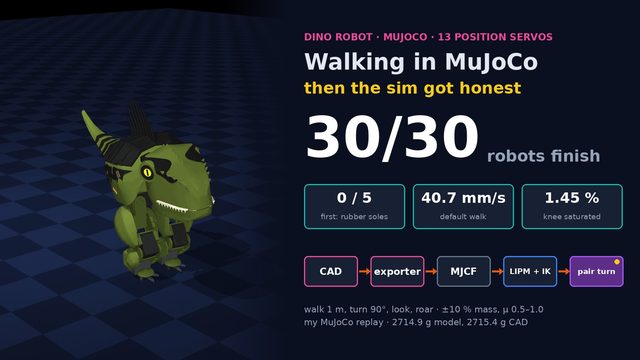 DINO ROBOT · MUJOCO · 13 POSITION SERVOS
Walking in MuJoCo
then the sim got honest
30/30 robots finish
0 / 5
first: rubber soles
40.7 mm/s
default walk
1.45 %
knee saturated
CAD
exporter
MJCF
LIPM + IK
pair turn
walk 1 m, turn 90°, look, roar · ±10 % mass, μ 0.5–1.0
my MuJoCo replay · 2714.9 g model, 2715.4 g CAD